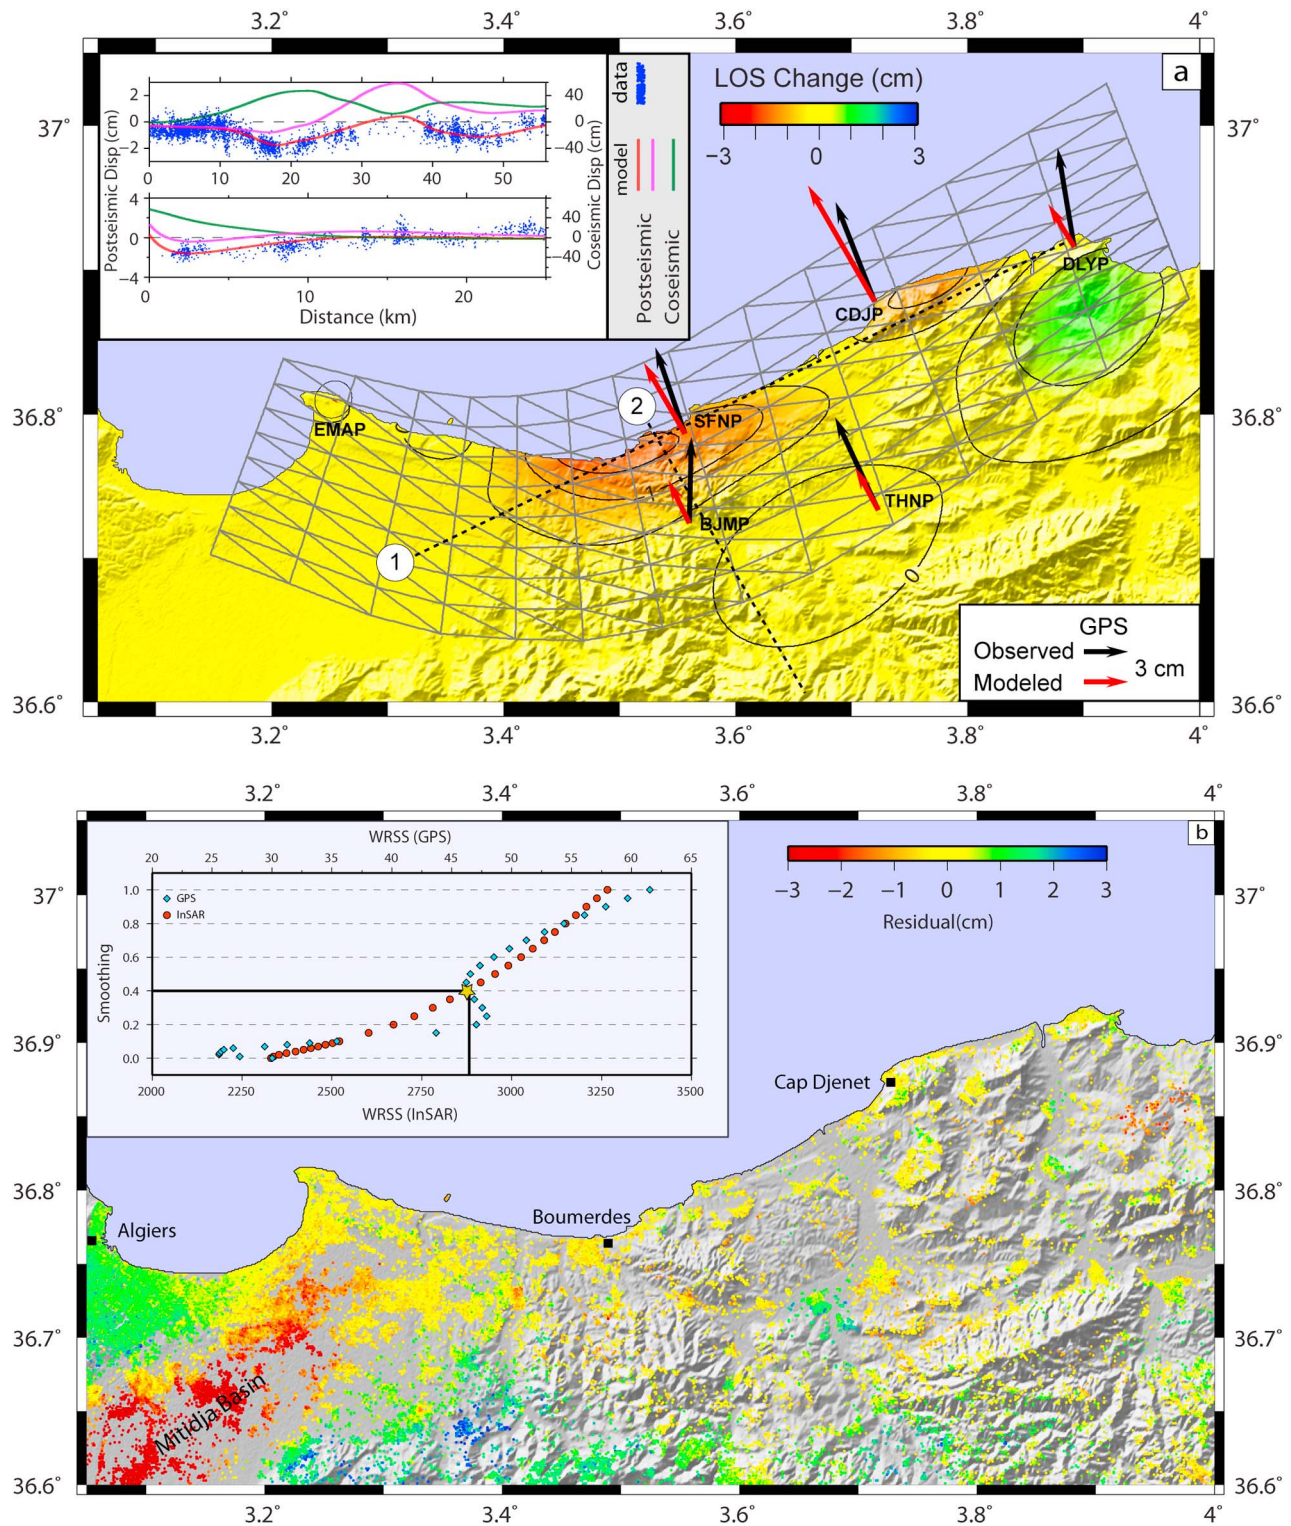 3.2° 3.4° 3.6° 3.8° 4°
a
LOS Change (cm)
−3 0 3
37° 37°
36.8° 36.8°
36.6° 36.6°
Postseismic Disp (cm)
Coseismic Disp (cm)
2 0 −2
40 0 −40
0 10 20 30 40 50
4 0 −4
40 0 −40
0 10 20
Distance (km)
data
model
Postseismic
Coseismic
DLYP
CDJP
2
SFNP
EMAP
THNP
BJMP
1
1
0
GPS
Observed
3 cm
Modeled
3.2° 3.4° 3.6° 3.8° 4°
3.2° 3.4° 3.6° 3.8° 4°
b
WRSS (GPS)
20 25 30 35 40 45 50 55 60 65
GPS
InSAR
Smoothing
1.0
0.8
0.6
0.4
0.2
0.0
2000 2250 2500 2750 3000 3250 3500
WRSS (InSAR)
−3 −2 −1 0 1 2 3
Residual(cm)
37° 37°
36.9° 36.9°
Cap Djenet
36.8° 36.8°
Algiers
Boumerdes
36.7° 36.7°
Mitidja Basin
36.6° 36.6°
3.2° 3.4° 3.6° 3.8° 4°